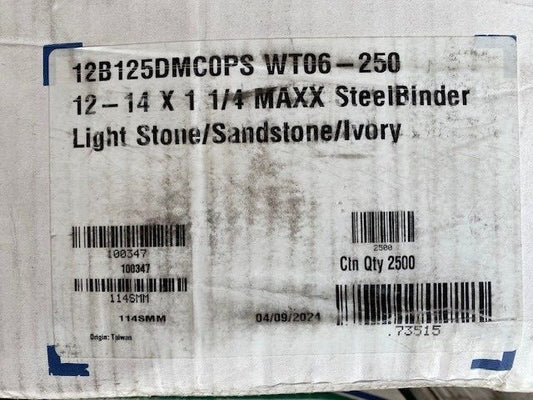 12B125DMC0PS WT06-250
12-14 X 1 1/4 MAXX SteelBinder
Light Stone/Sandstone/Ivory
100347
100347
2500
Ctn Qty 2500
114SMM
114SMM
04/09/2024
.73515
Origin: Taiwan